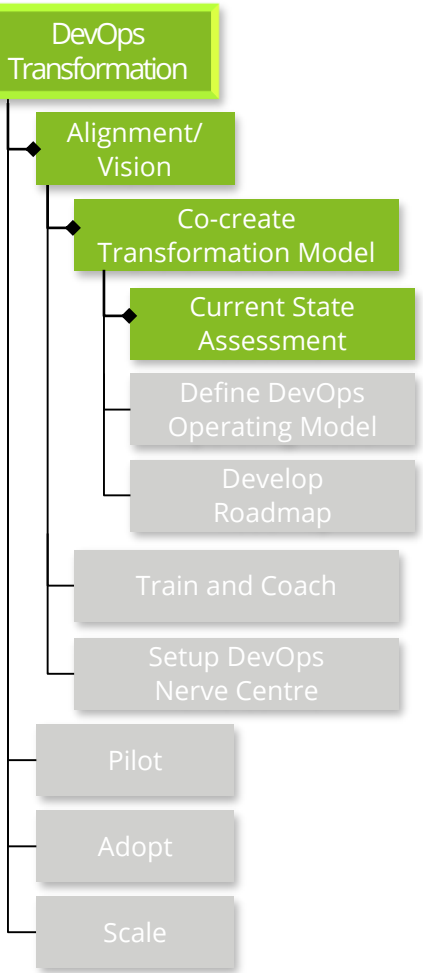 DevOps
Transformation
Alignment/
Vision
Co-create
Transformation Model
Current State
Assessment
Define DevOps
Operating Model
Develop
Roadmap
Train and Coach
Setup DevOps
Nerve Centre
Pilot
Adopt
Scale